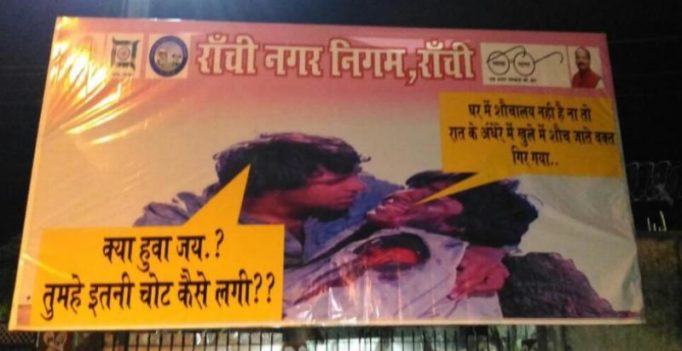 राँची नगर निगम,राँची
घर में शौचालय नही है ना तो
रात के अंधेरे में खुले में शौच जाते वक्त
गिर गया..
क्या हुवा जय.?
तुमहे इतनी चोट कैसे लगी??